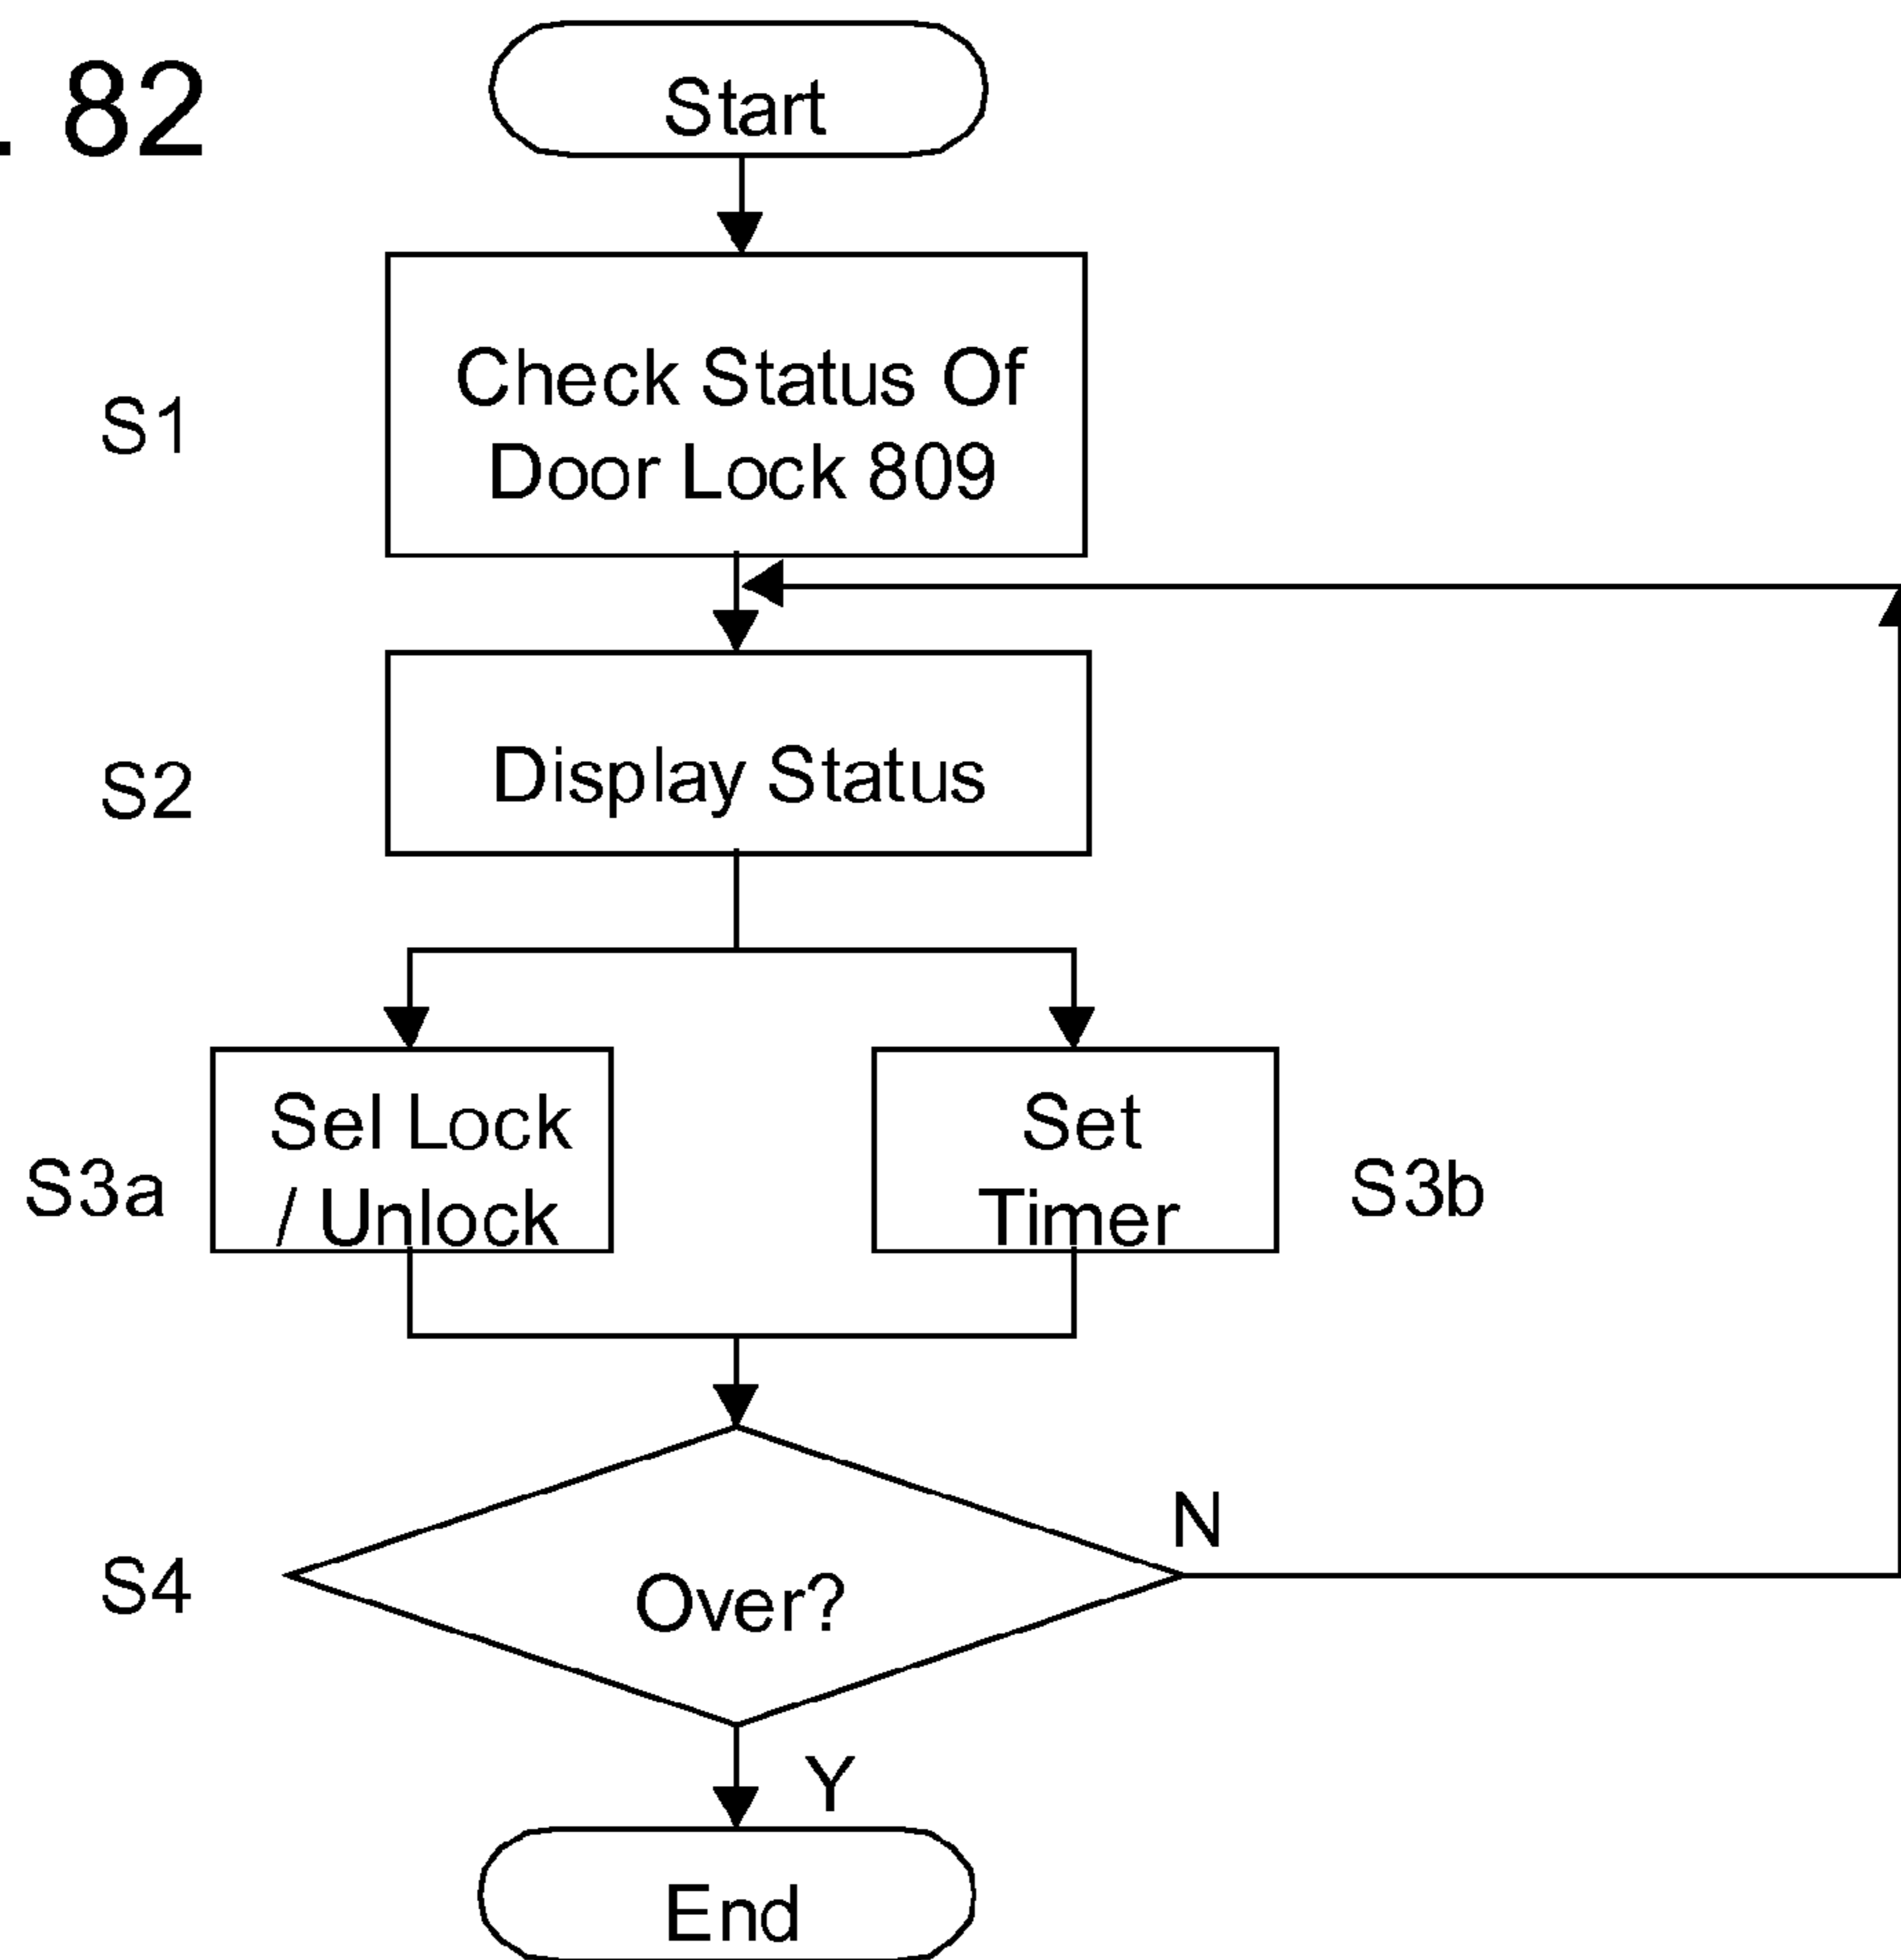 . 82
Start
S1
Check Status Of
Door Lock 809
S2
Display Status
S3a
Sel Lock
/ Unlock
Set
Timer
S3b
S4
Over?
N
Y
End